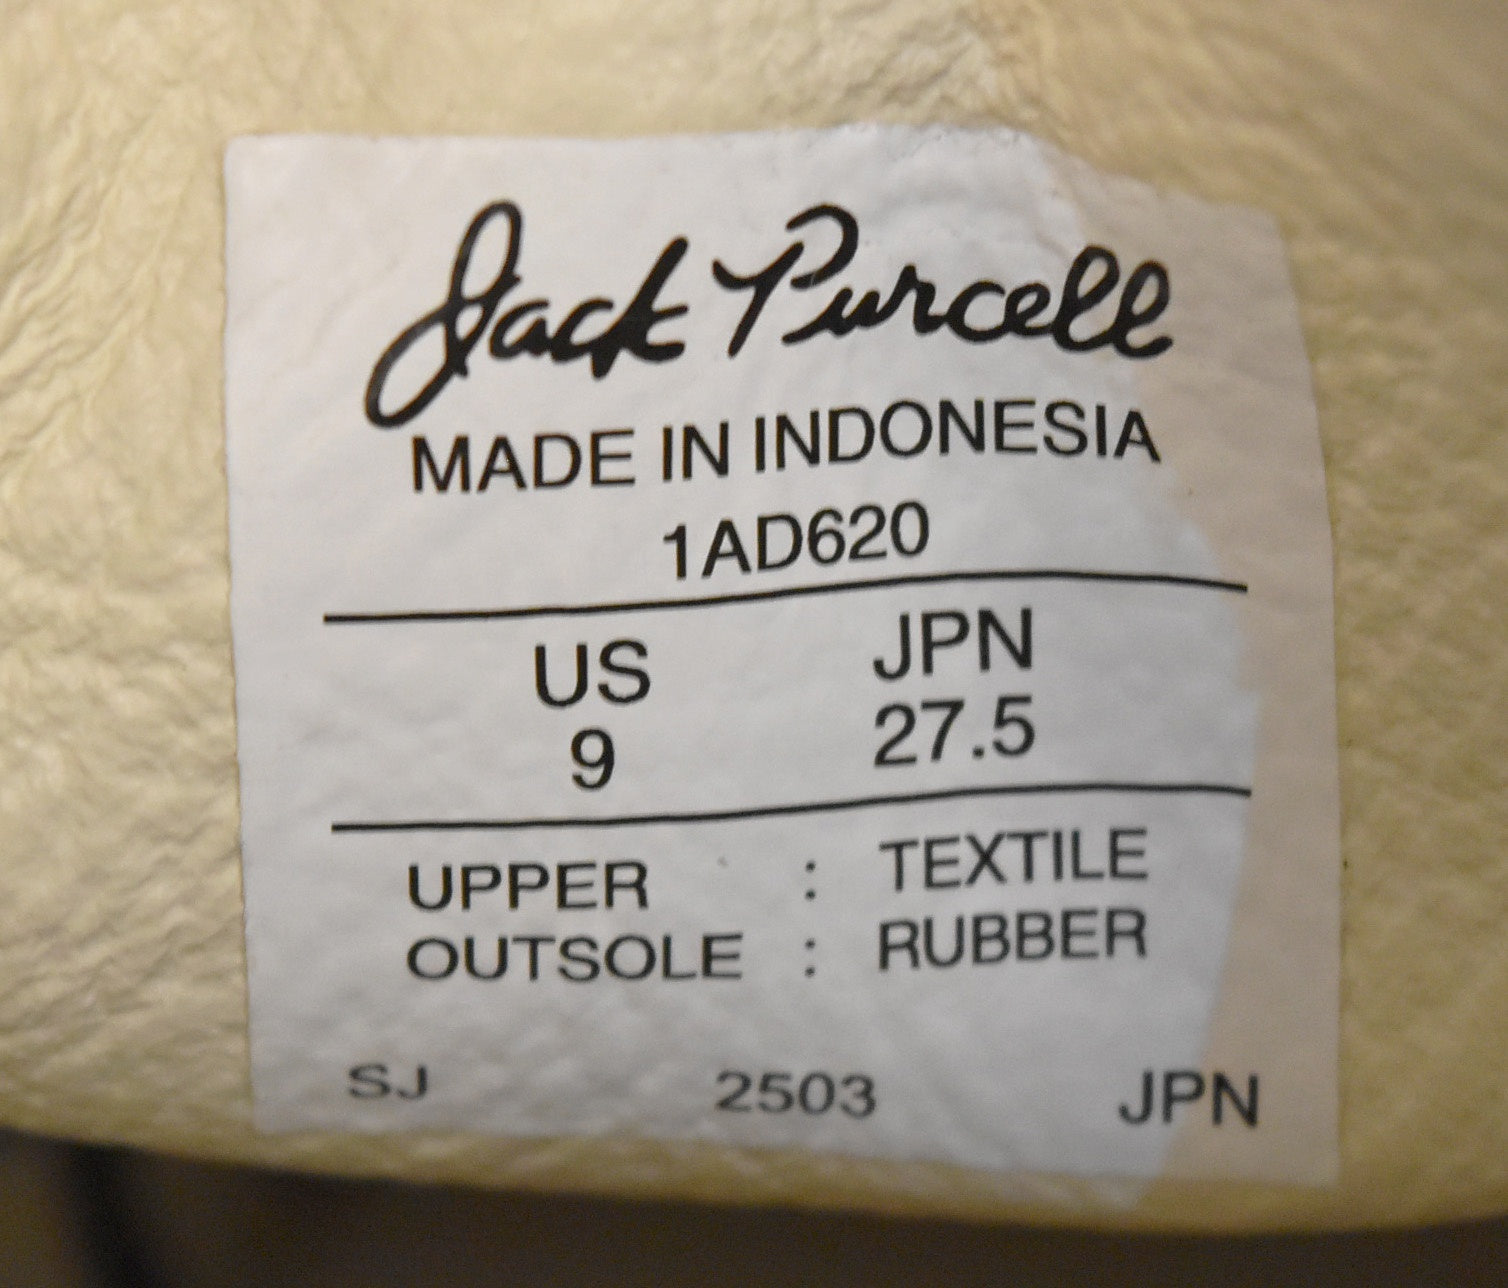 Jack Purcell
MADE IN INDONESIA
1AD620
US JPN
9 27.5
UPPER : TEXTILE
OUTSOLE : RUBBER
SJ 2503 JPN